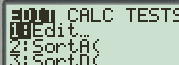 EDIT CALC TESTS
1:Edit…
2:SortA(
3:SortD(